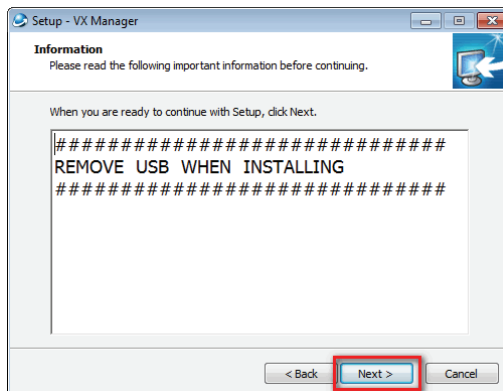 Setup - VX Manager
Information
Please read the following important information before continuing.
When you are ready to continue with Setup, click Next.
##############################
REMOVE USB WHEN INSTALLING
##############################
< Back
Next >
Cancel